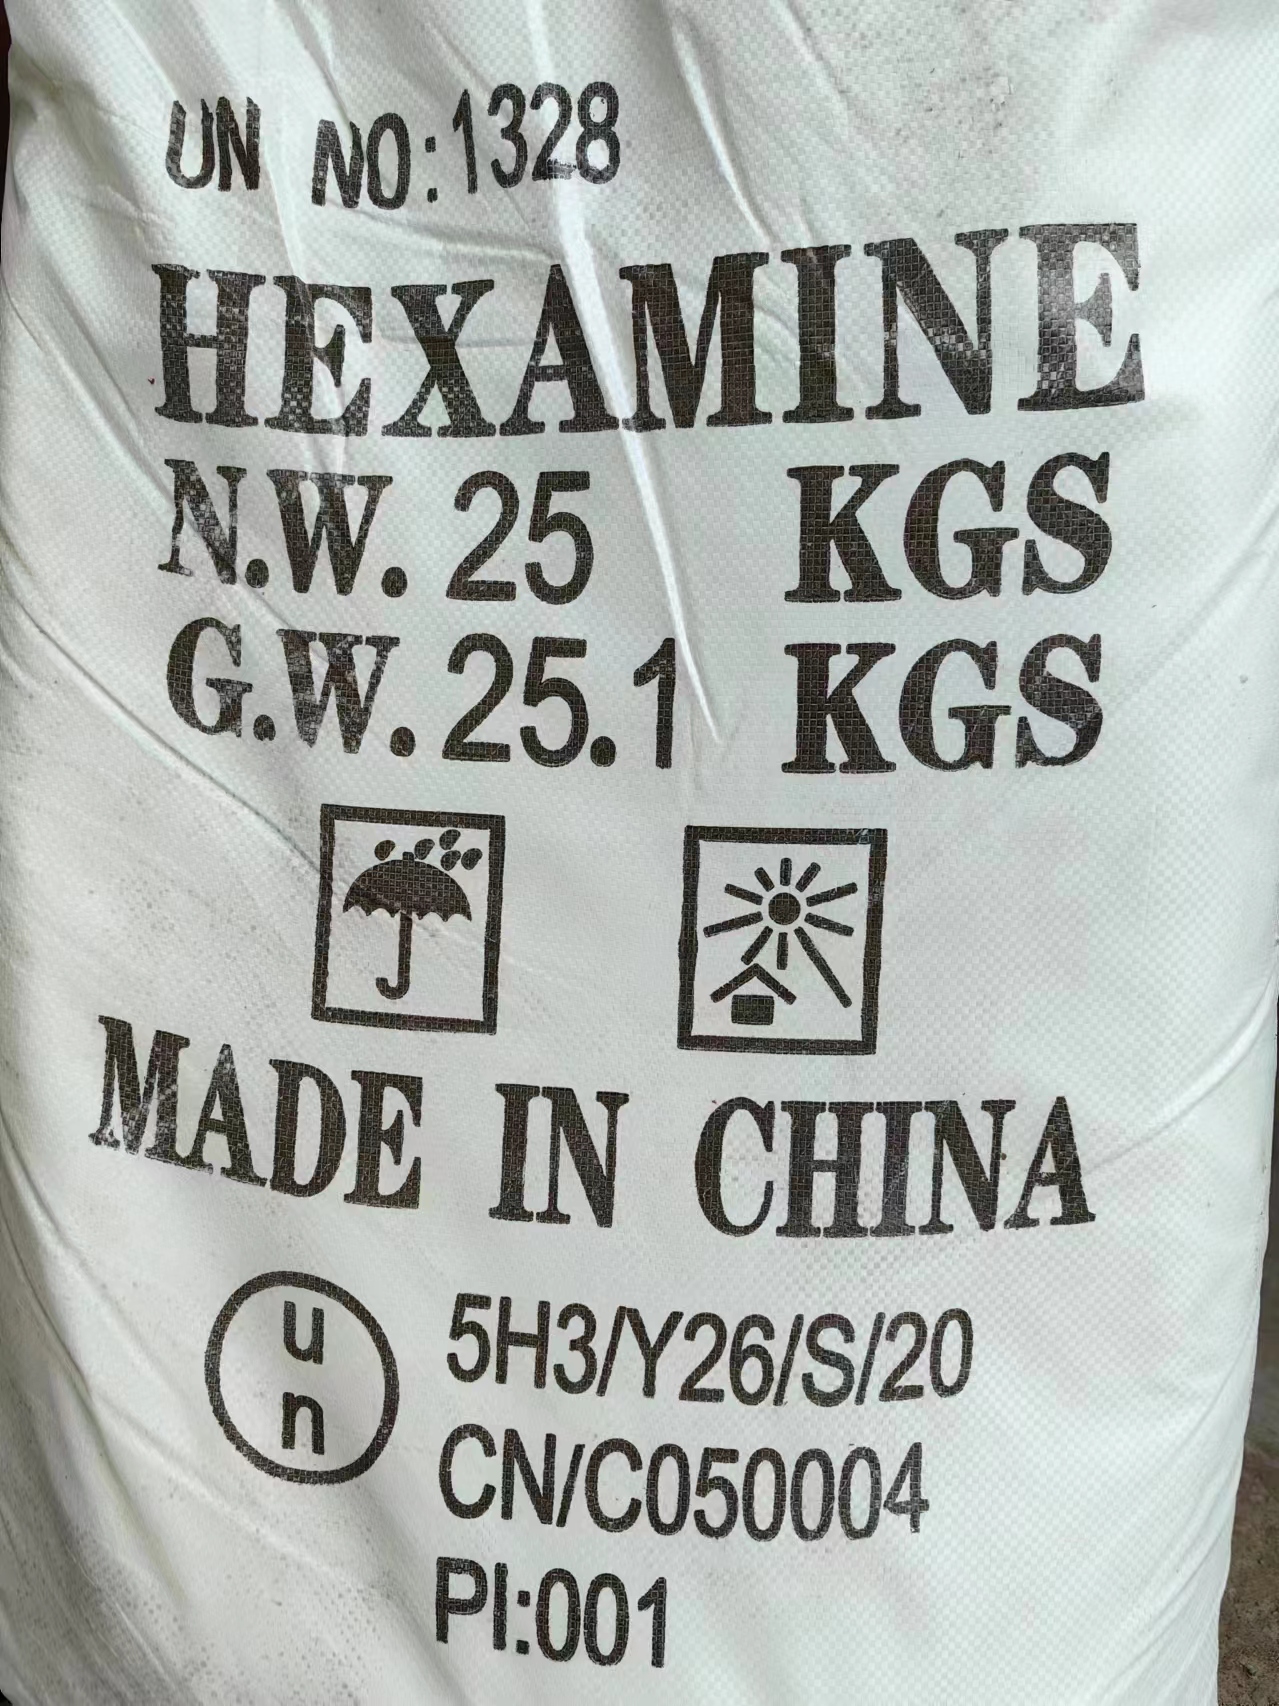 UN NO:1328
HEXAMINE
N.W. 25 KGS
G.W. 25.1 KGS
MADE IN CHINA
u
n
5H3/Y26/S/20
CN/C050004
PI:001